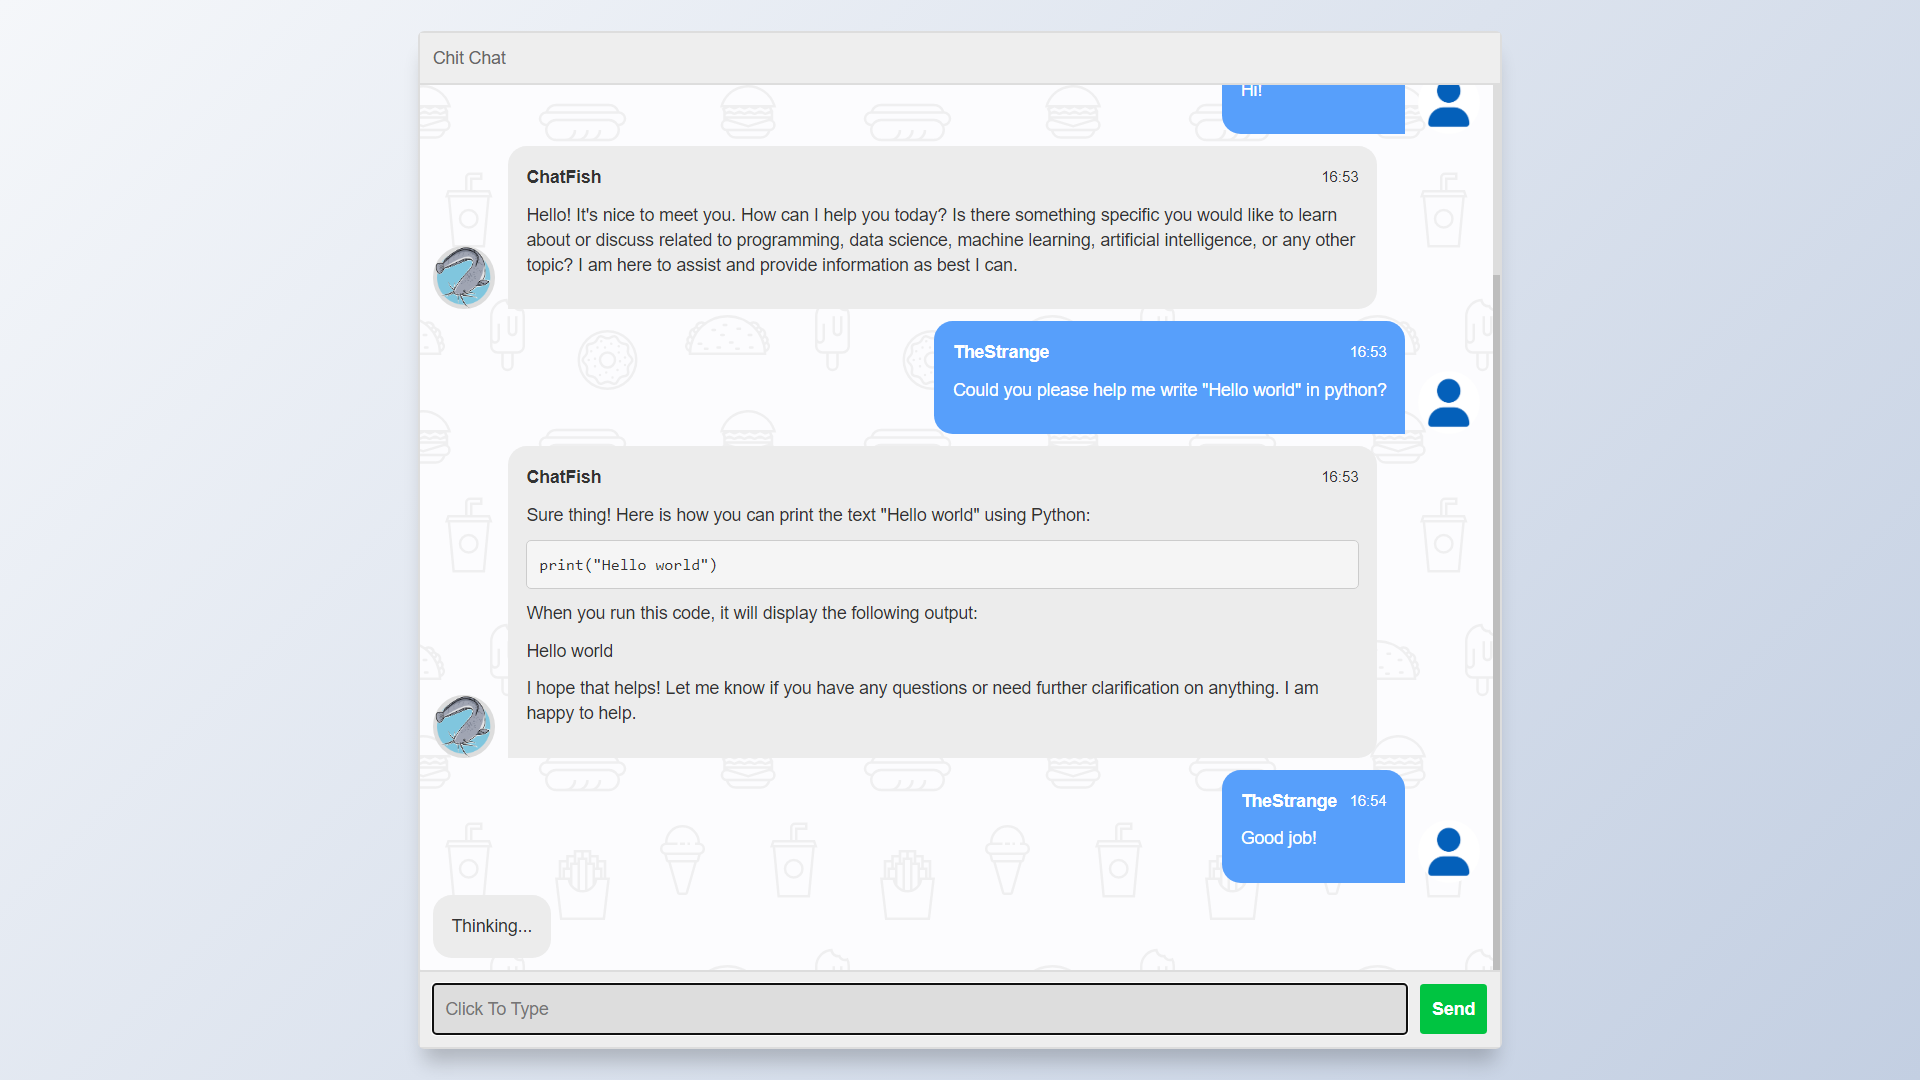 Chit Chat
Hi!
ChatFish 16:53
Hello! It's nice to meet you. How can I help you today? Is there something specific you would like to learn
about or discuss related to programming, data science, machine learning, artificial intelligence, or any other
topic? I am here to assist and provide information as best I can.
TheStrange 16:53
Could you please help me write "Hello world" in python?
ChatFish 16:53
Sure thing! Here is how you can print the text "Hello world" using Python:
print("Hello world")
When you run this code, it will display the following output:
Hello world
I hope that helps! Let me know if you have any questions or need further clarification on anything. I am
happy to help.
TheStrange 16:54
Good job!
Thinking...
Click To Type
Send